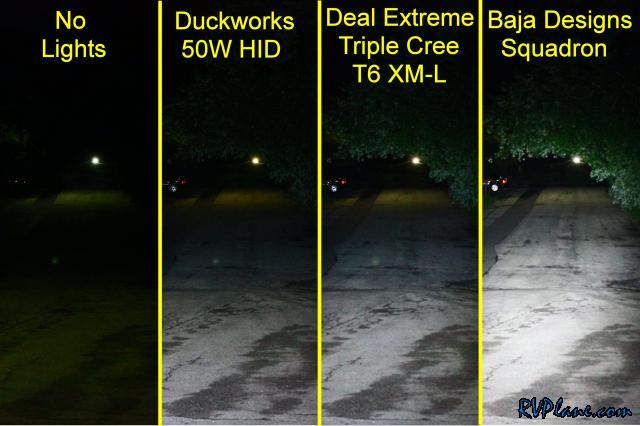 No
Lights
Duckworks
50W HID
Deal Extreme
Triple Cree
T6 XM-L
Baja Designs
Squadron
RVPlane.com